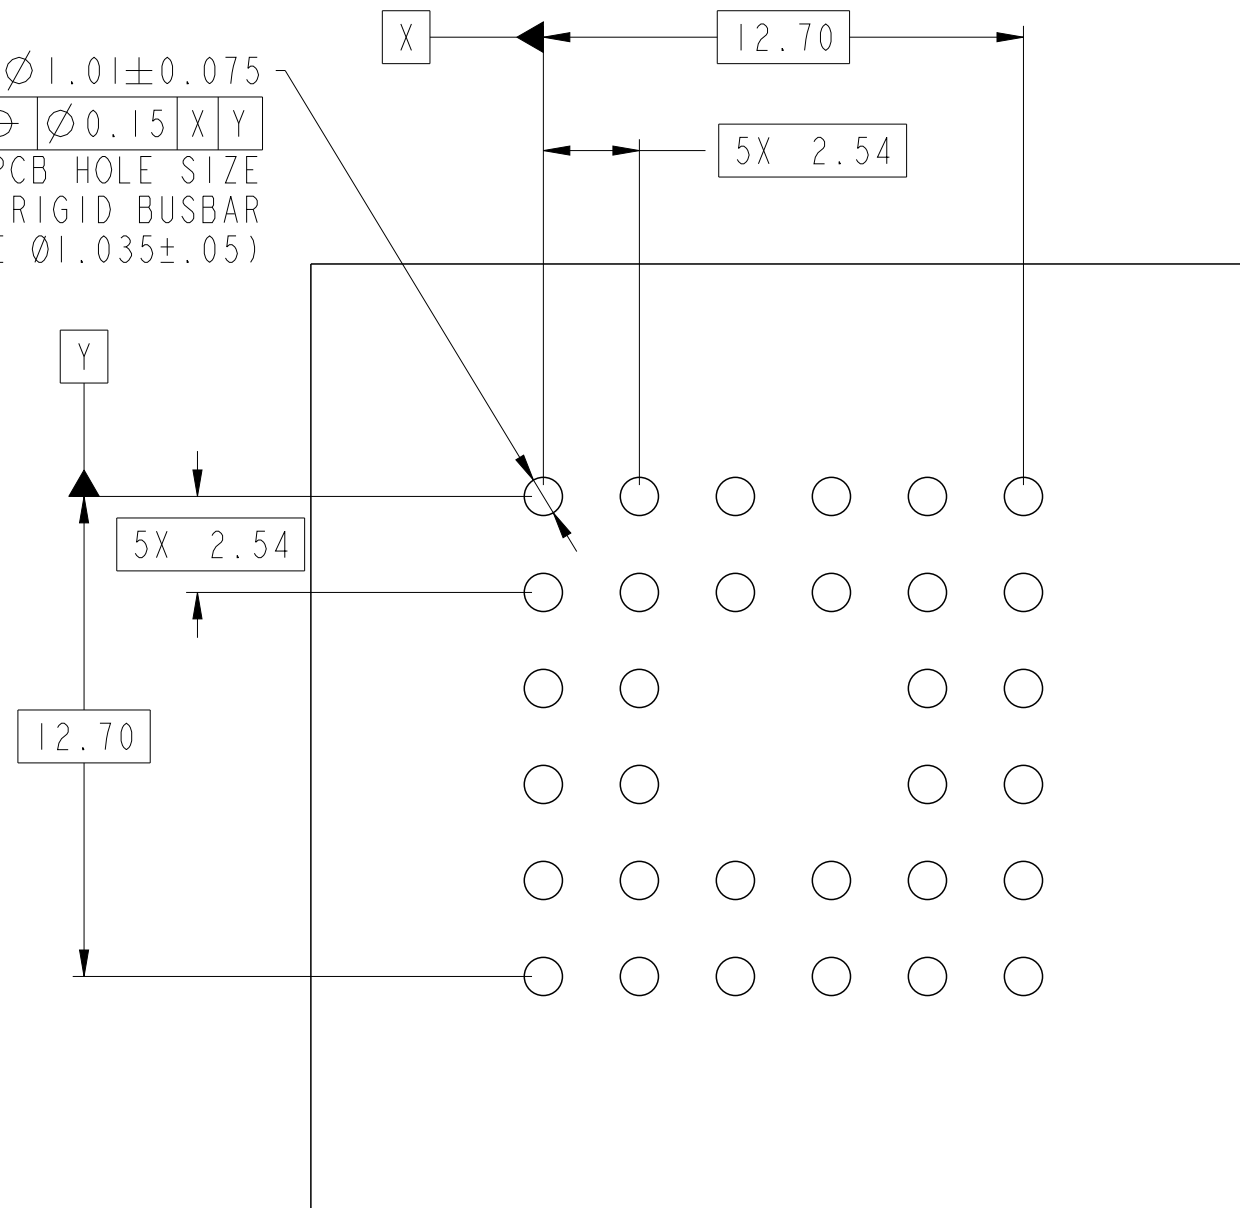 X
12.70
Ø1.01±0.075
Ø0.15 X Y
5X 2.54
PCB HOLE SIZE
RIGID BUSBAR
Ø1.035±.05)
Y
5X 2.54
12.70